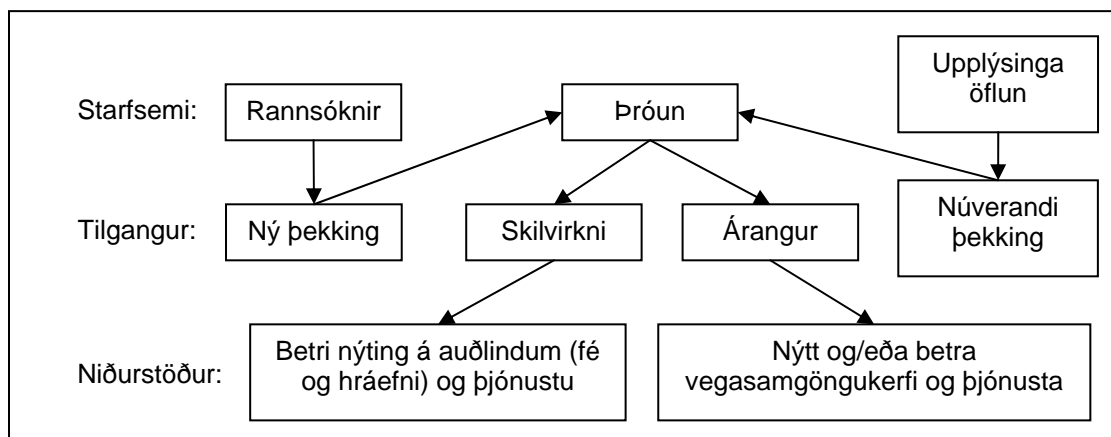 Starfsemi:
Rannsóknir
Þróun
Upplýsinga
öflun
Tilgangur:
Ný þekking
Skilvirkni
Árangur
Núverandi
þekking
Niðurstöður:
Betri nýting á auðlindum (fé
og hráefni) og þjónustu
Nýtt og/eða betra
vegasamgöngukerfi og þjónusta